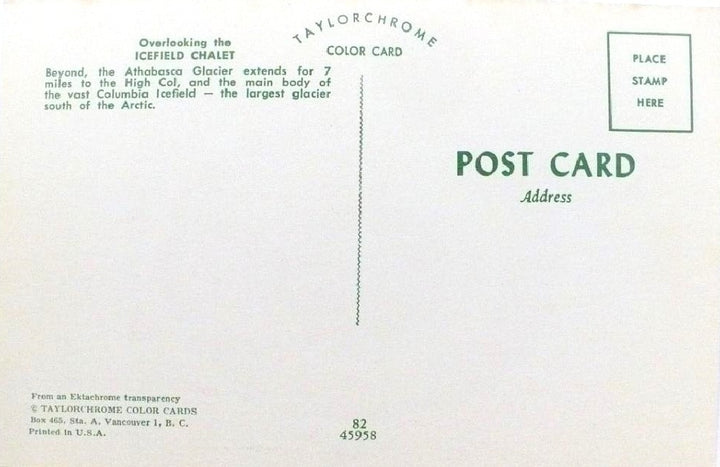 TAYLORCHROME
COLOR CARD
Overlooking the
ICEFIELD CHALET
Beyond, the Athabasca Glacier extends for 7
miles to the High Col, and the main body of
the vast Columbia Icefield — the largest glacier
south of the Arctic.
PLACE
STAMP
HERE
POST CARD
Address
From an Ektachrome transparency
© TAYLORCHROME COLOR CARDS
Box 465, Sta. A, Vancouver 1, B. C.
Printed in U.S.A.
82
45958